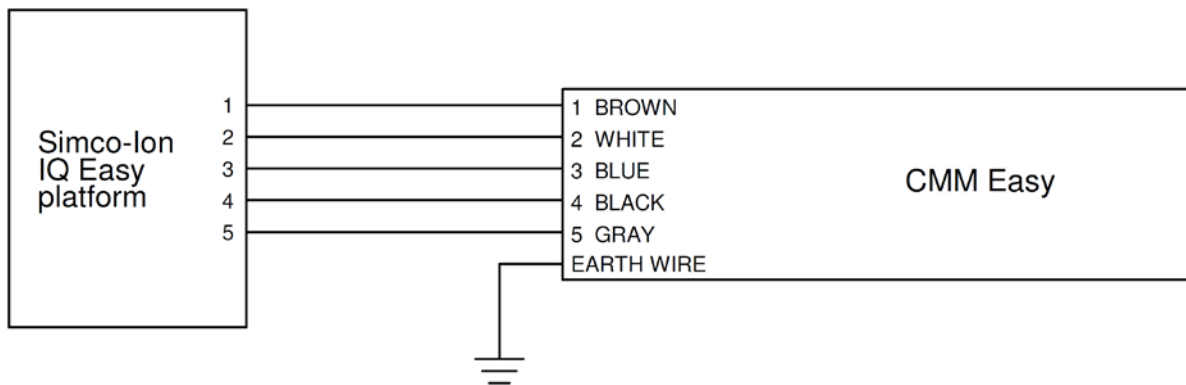 Simco-Ion
IQ Easy
platform
1
2
3
4
5
1 BROWN
2 WHITE
3 BLUE
4 BLACK
5 GRAY
EARTH WIRE
CMM Easy